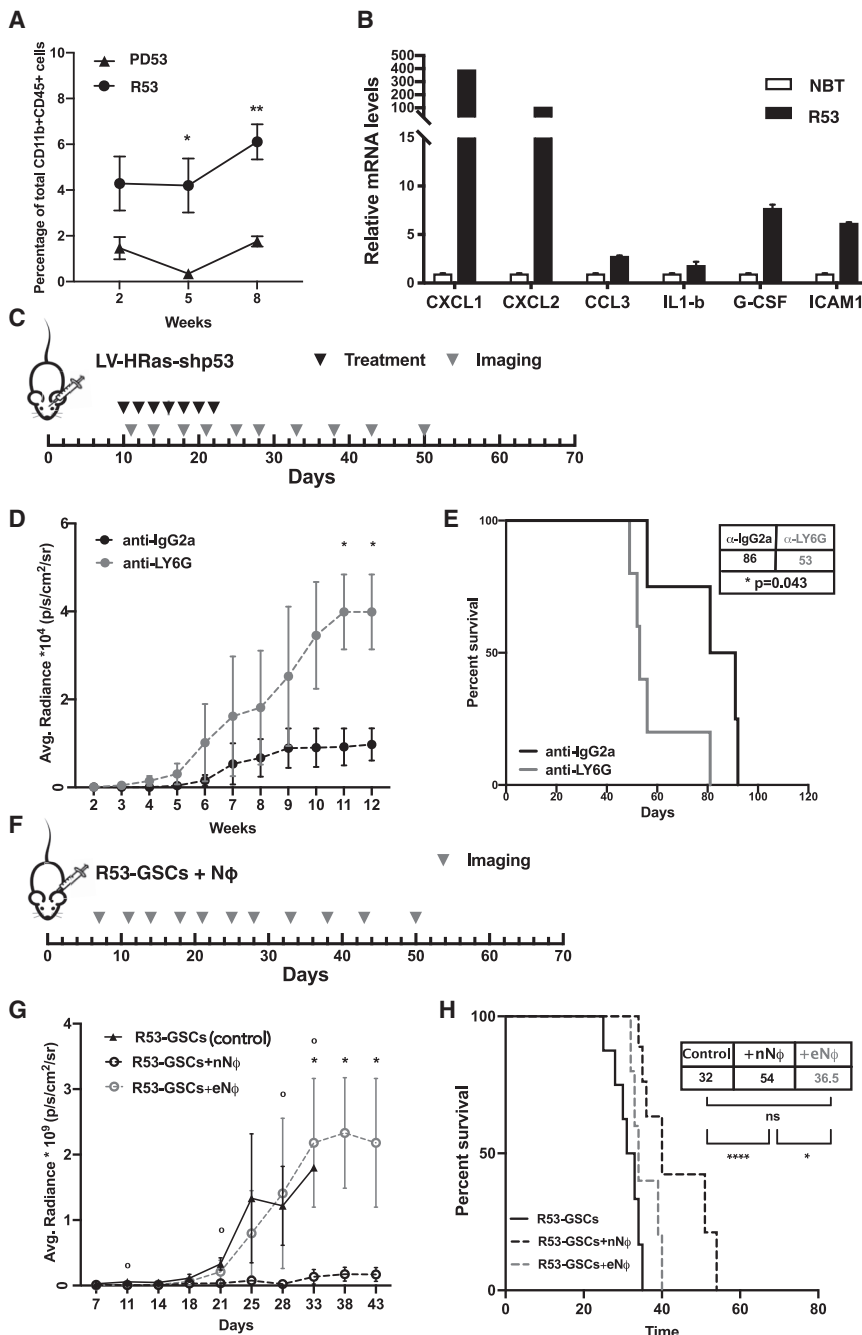 A
PD53
R53
Percentage of total CD11b+CD45+ cells
10
8
6
4
2
0
*
**
2 5 8
Weeks
B
NBT
R53
Relative mRNA levels
500
400
300
200
100
15
10
5
0
CXCL1 CXCL2 CCL3 IL1-b G-CSF ICAM1
C
LV-HRas-shp53
Treatment Imaging
0 10 20 30 40 50 60 70
Days
D
anti-IgG2a
anti-LY6G
Avg. Radiance *10⁴ (p/s/cm²/sr)
6
4
2
0
* *
2 3 4 5 6 7 8 9 10 11 12
Weeks
E
Percent survival
100
50
0
α-IgG2a α-LY6G
86 53
* p=0.043
anti-IgG2a
anti-LY6G
0 20 40 60 80 100 120
Days
F
R53-GSCs + Nϕ
Imaging
0 10 20 30 40 50 60 70
Days
G
R53-GSCs (control)
R53-GSCs+nNϕ
R53-GSCs+eNϕ
Avg. Radiance * 10⁹ (p/s/cm²/sr)
4
3
2
1
0
o o o o
* * *
7 11 14 18 21 25 28 33 38 43
Days
H
Percent survival
100
50
0
Control +nNϕ +eNϕ
32 54 36.5
ns
**** *
R53-GSCs
R53-GSCs+nNϕ
R53-GSCs+eNϕ
0 20 40 60 80
Time